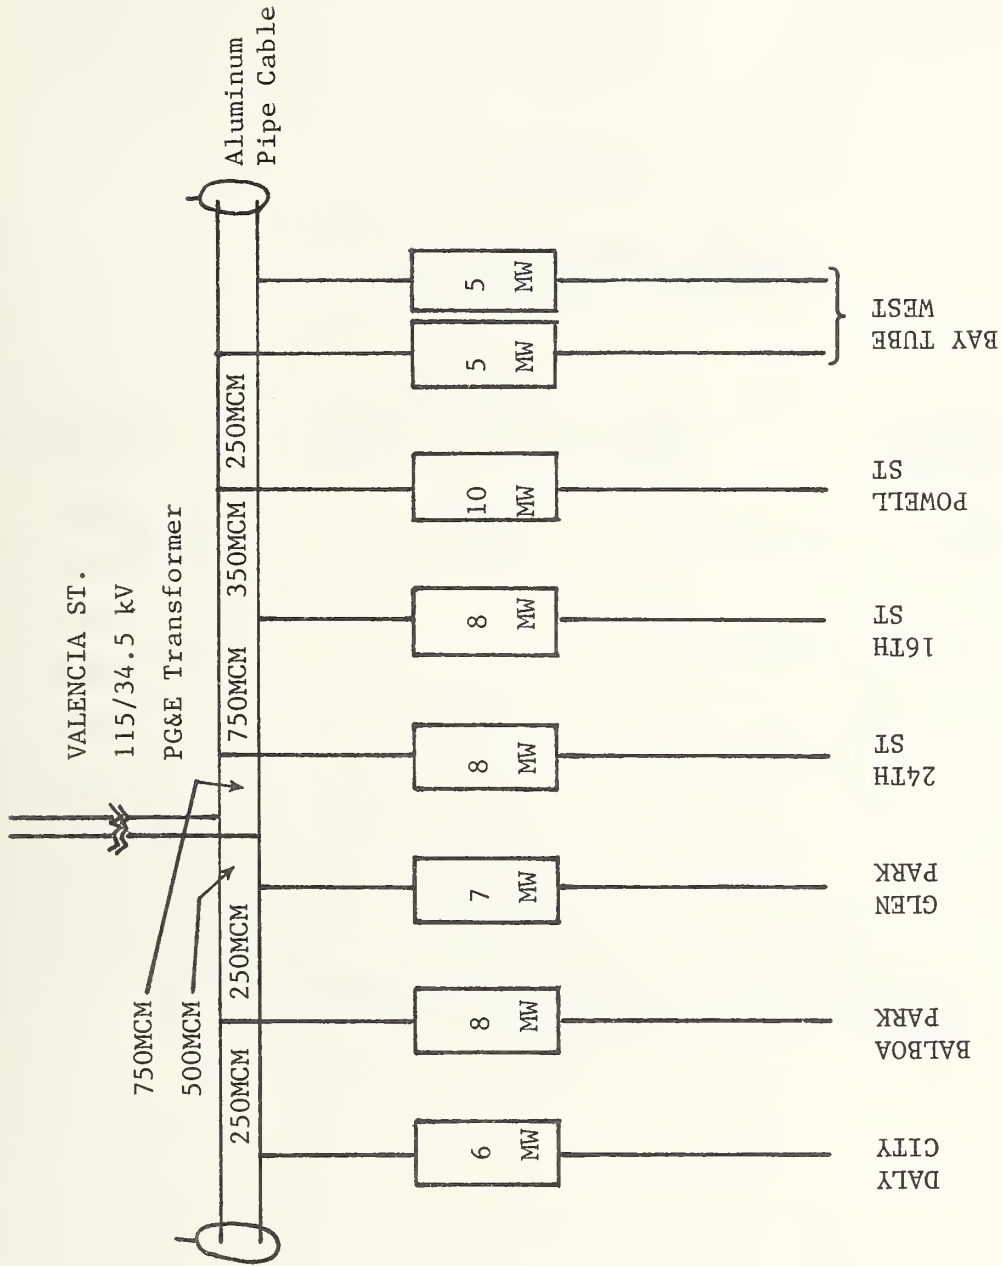 VALENCIA ST.
115/34.5 kV
PG&E Transformer
Aluminum
Pipe Cable
750MCM
500MCM
250MCM
250MCM
750MCM
350MCM
250MCM
6
MW
8
MW
7
MW
8
MW
8
MW
10
MW
5
MW
5
MW
DALY
CITY
BALBOA
PARK
GLEN
PARK
24TH
ST
16TH
ST
POWELL
ST
BAY TUBE
WEST